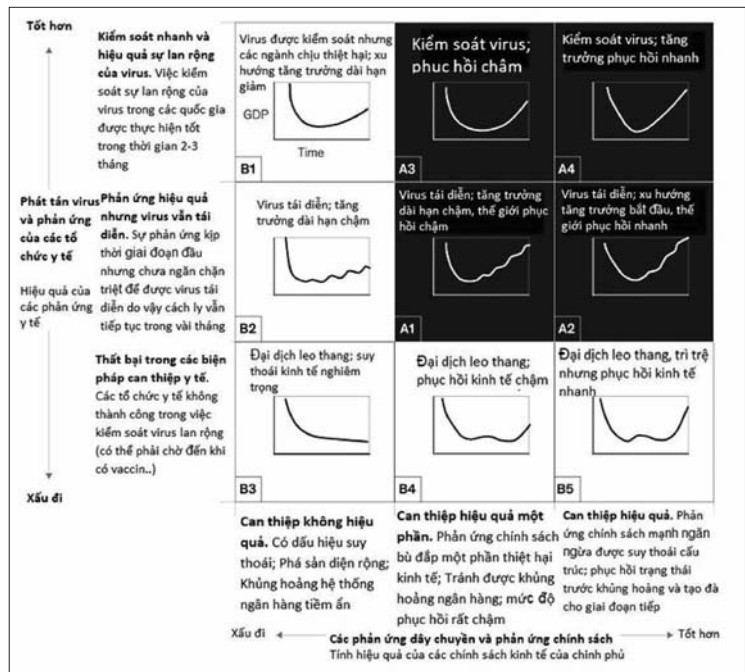 Tốt hơn
Kiểm soát nhanh và
hiệu quả sự lan rộng
của virus. Việc kiểm
soát sự lan rộng của
virus trong các quốc gia
được thực hiện tốt
trong thời gian 2-3
tháng
Virus được kiểm soát nhưng
các ngành chịu thiệt hại; xu
hướng tăng trưởng dài hạn
giảm
GDP
Time
B1
Kiểm soát virus;
phục hồi chậm
A3
Kiểm soát virus; tăng
trưởng phục hồi nhanh
A4
Phát tán virus
và phản ứng
của các tổ
chức y tế
Hiệu quả của
các phản ứng
y tế
Phản ứng hiệu quả
nhưng virus vẫn tái
diễn. Sự phản ứng kịp
thời giai đoạn đầu
nhưng chưa ngăn chặn
triệt để được virus tái
diễn do vậy cách ly vẫn
tiếp tục trong vài tháng
Virus tái diễn; tăng
trưởng dài hạn chậm
B2
Virus tái diễn; tăng trưởng
dài hạn chậm, thế giới phục
hồi chậm
A1
Virus tái diễn; xu hướng
tăng trưởng bắt đầu, thế
giới phục hồi nhanh
A2
Thất bại trong các biện
pháp can thiệp y tế.
Các tổ chức y tế không
thành công trong việc
kiểm soát virus lan rộng
(có thể phải chờ đến khi
có vaccin..)
Xấu đi
Đại dịch leo thang; suy
thoái kinh tế nghiêm
trọng
B3
Đại dịch leo thang;
phục hồi kinh tế chậm
B4
Đại dịch leo thang, trì trệ
nhưng phục hồi kinh tế
nhanh
B5
Can thiệp không hiệu
quả. Có dấu hiệu suy
thoái; Phá sản diện rộng;
Khủng hoảng hệ thống
ngân hàng tiềm ẩn
Can thiệp hiệu quả một
phần. Phản ứng chính sách
bù đắp một phần thiệt hại
kinh tế; Tránh được khủng
hoảng ngân hàng; mức độ
phục hồi rất chậm
Can thiệp hiệu quả. Phản
ứng chính sách mạnh ngăn
ngừa được suy thoái cấu
trúc; phục hồi trạng thái
trước khủng hoảng và tạo đà
cho giai đoạn tiếp
Xấu đi
Các phản ứng dây chuyền và phản ứng chính sách
Tốt hơn
Tính hiệu quả của các chính sách kinh tế của chính phủ